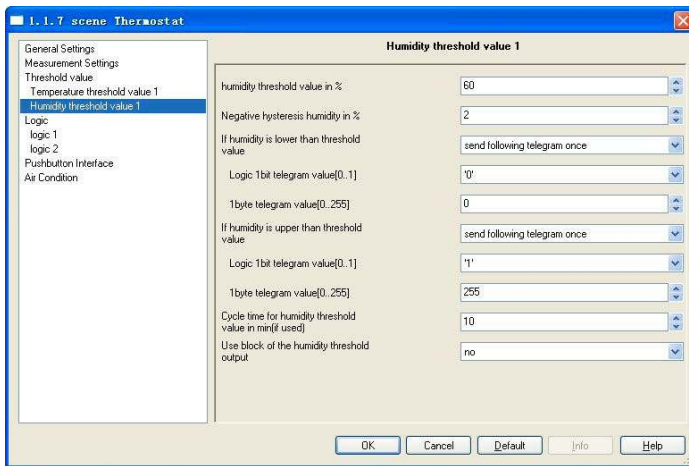 1.1.7 scene Thermostat
General Settings
Measurement Settings
Threshold value
Temperature threshold value 1
Humidity threshold value 1
Logic
logic 1
logic 2
Pushbutton Interface
Air Condition
Humidity threshold value 1
humidity threshold value in %
60
Negative hysteresis humidity in %
2
If humidity is lower than threshold
value
send following telegram once
Logic 1bit telegram value[0..1]
'0'
1byte telegram value[0..255]
0
If humidity is upper than threshold
value
send following telegram once
Logic 1bit telegram value[0..1]
'1'
1byte telegram value[0..255]
255
Cycle time for humidity threshold
value in min(if used)
10
Use block of the humidity threshold
output
no
OK
Cancel
Default
Info
Help